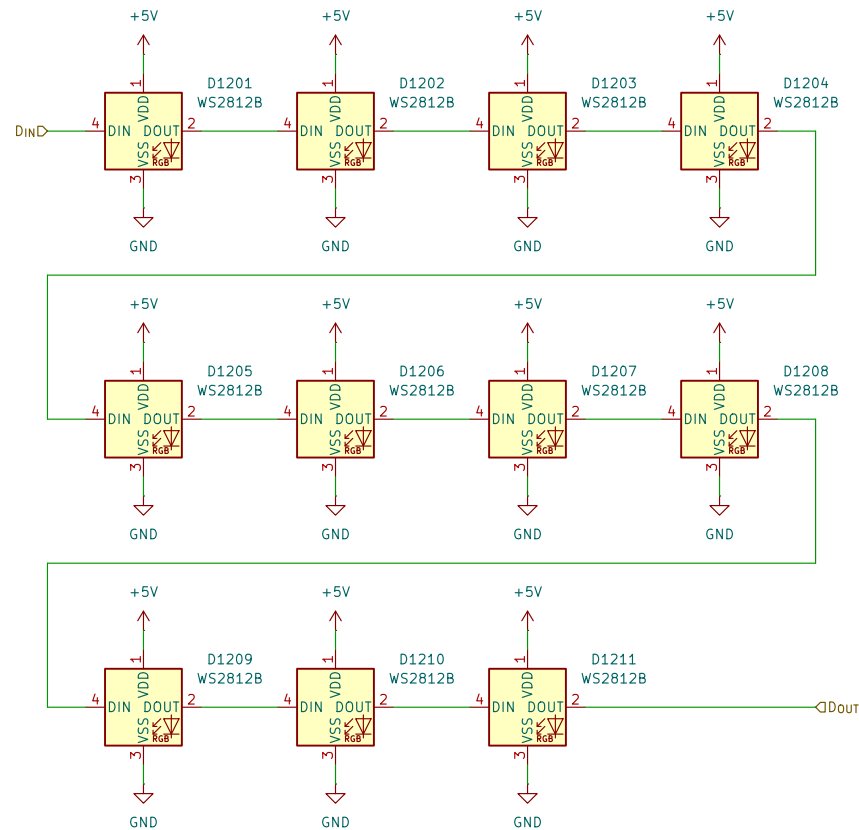 +5V +5V +5V +5V
D1201 D1202 D1203 D1204
WS2812B WS2812B WS2812B WS2812B
1 1 1 1
VDD VDD VDD VDD
DIN 4 DIN DOUT 2 4 DIN DOUT 2 4 DIN DOUT 2 4 DIN DOUT 2
VSS VSS VSS VSS
RGB RGB RGB RGB
3 3 3 3
GND GND GND GND
+5V +5V +5V +5V
D1205 D1206 D1207 D1208
WS2812B WS2812B WS2812B WS2812B
1 1 1 1
VDD VDD VDD VDD
4 DIN DOUT 2 4 DIN DOUT 2 4 DIN DOUT 2 4 DIN DOUT 2
VSS VSS VSS VSS
RGB RGB RGB RGB
3 3 3 3
GND GND GND GND
+5V +5V +5V
D1209 D1210 D1211
WS2812B WS2812B WS2812B
1 1 1
VDD VDD VDD
4 DIN DOUT 2 4 DIN DOUT 2 4 DIN DOUT 2 DOUT
VSS VSS VSS
RGB RGB RGB
3 3 3
GND GND GND